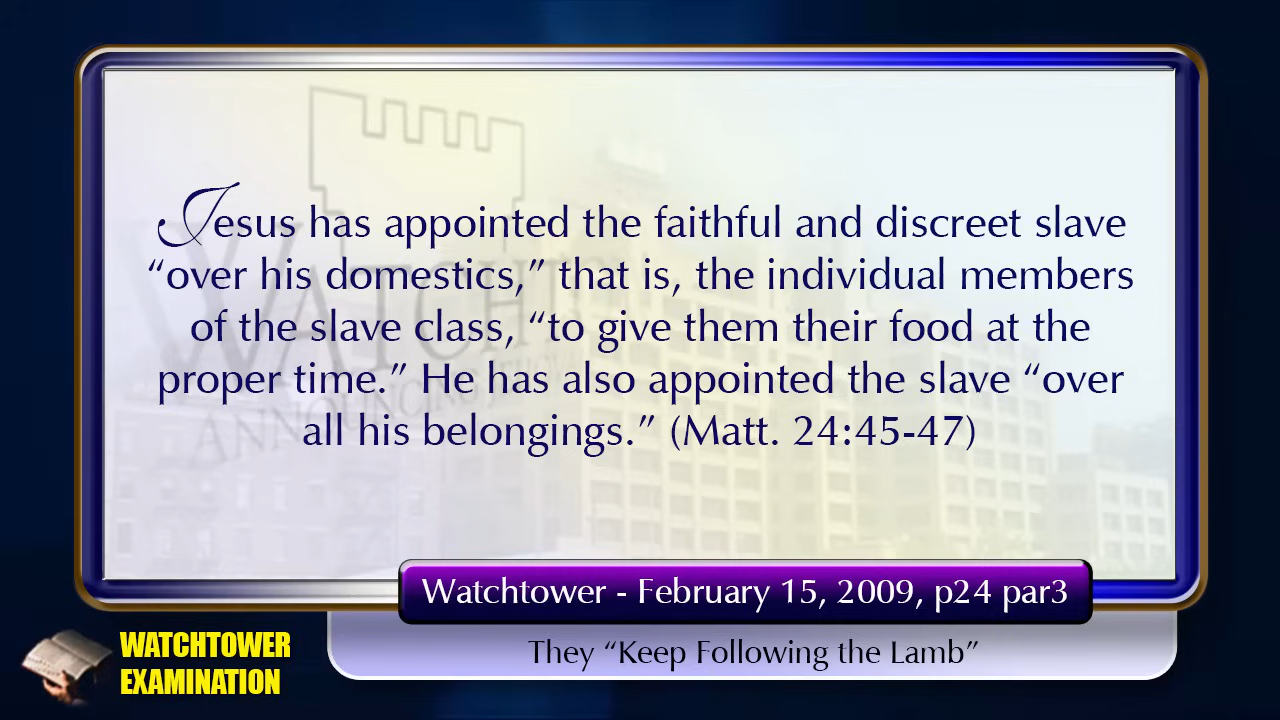 Jesus has appointed the faithful and discreet slave
“over his domestics,” that is, the individual members
of the slave class, “to give them their food at the
proper time.” He has also appointed the slave “over
all his belongings.” (Matt. 24:45-47)
Watchtower - February 15, 2009, p24 par3
They “Keep Following the Lamb”
WATCHTOWER
EXAMINATION